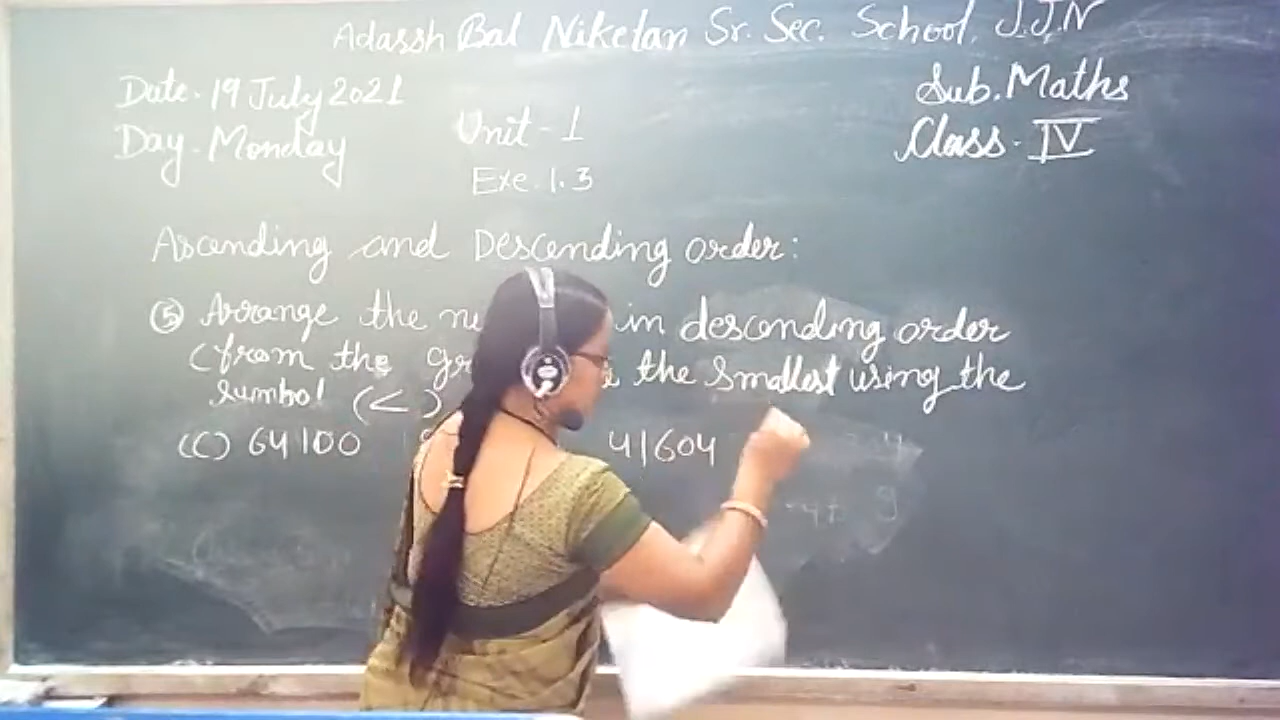 Adassh Bal Niketan Sr. Sec. School, J.J.N
Date. 19 July 2021
Day. Monday
Sub. Maths
Class. IV
Unit - 1
Exe. 1.3
Ascending and Descending order:
⑤ Arrange the in descending order
(from the the smallest using the
sumbol (<)
(C) 64100 41604